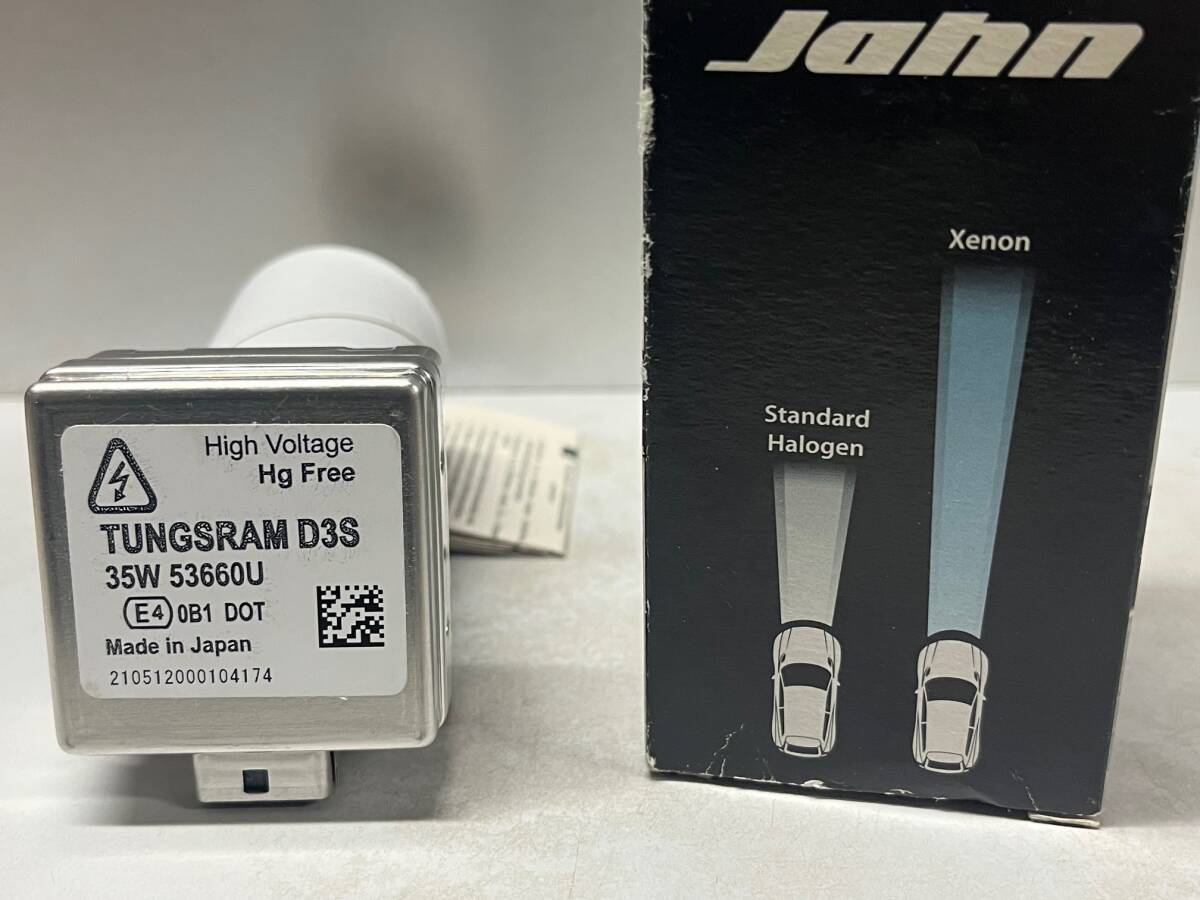 High Voltage
Hg Free
TUNGSRAM D3S
35W 53660U
E4 0B1 DOT
Made in Japan
210512000104174
Jahn
Xenon
Standard
Halogen